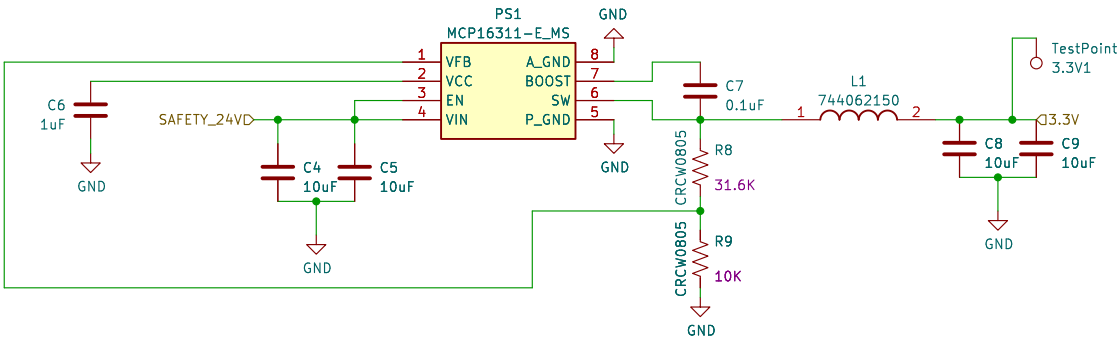 PS1
MCP16311-E_MS
GND
1
VFB
A_GND
8
2
VCC
BOOST
7
3
EN
SW
6
4
VIN
P_GND
5
C6
1uF
GND
SAFETY_24V
C4
10uF
C5
10uF
GND
GND
C7
0.1uF
CRCW0805
R8
31.6K
CRCW0805
R9
10K
GND
L1
744062150
1
2
TestPoint
3.3V1
3.3V
C8
10uF
C9
10uF
GND